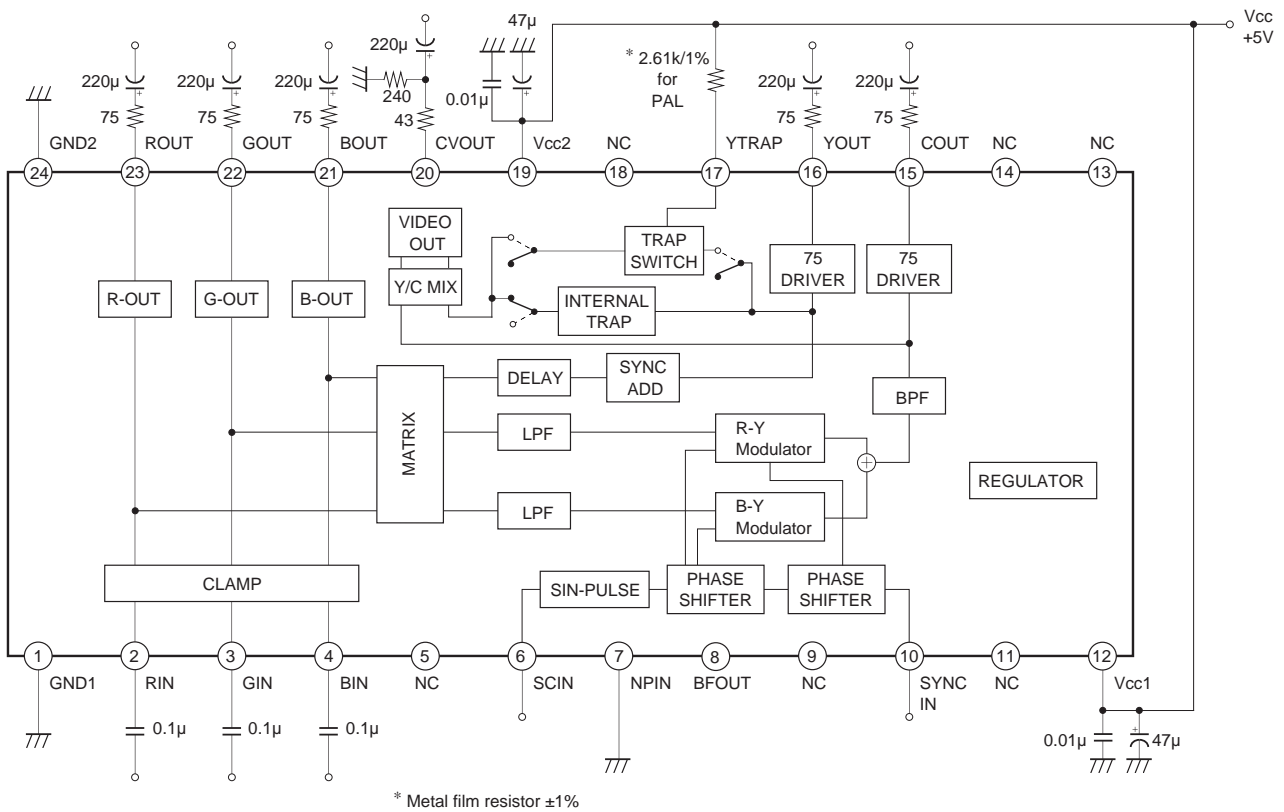 47µ
Vcc
+5V
220µ
* 2.61k/1%
for
PAL
220µ
220µ
220µ
220µ
220µ
240
0.01µ
75
75
75
43
75
75
GND2
ROUT
GOUT
BOUT
CVOUT
Vcc2
NC
YTRAP
YOUT
COUT
NC
NC
24
23
22
21
20
19
18
17
16
15
14
13
VIDEO
OUT
TRAP
SWITCH
75
DRIVER
75
DRIVER
R-OUT
G-OUT
B-OUT
Y/C MIX
INTERNAL
TRAP
MATRIX
DELAY
SYNC
ADD
BPF
LPF
R-Y
Modulator
REGULATOR
LPF
B-Y
Modulator
CLAMP
SIN-PULSE
PHASE
SHIFTER
PHASE
SHIFTER
1
2
3
4
5
6
7
8
9
10
11
12
GND1
RIN
GIN
BIN
NC
SCIN
NPIN
BFOUT
NC
SYNC
IN
NC
Vcc1
0.1µ
0.1µ
0.1µ
0.01µ
47µ
* Metal film resistor ±1%